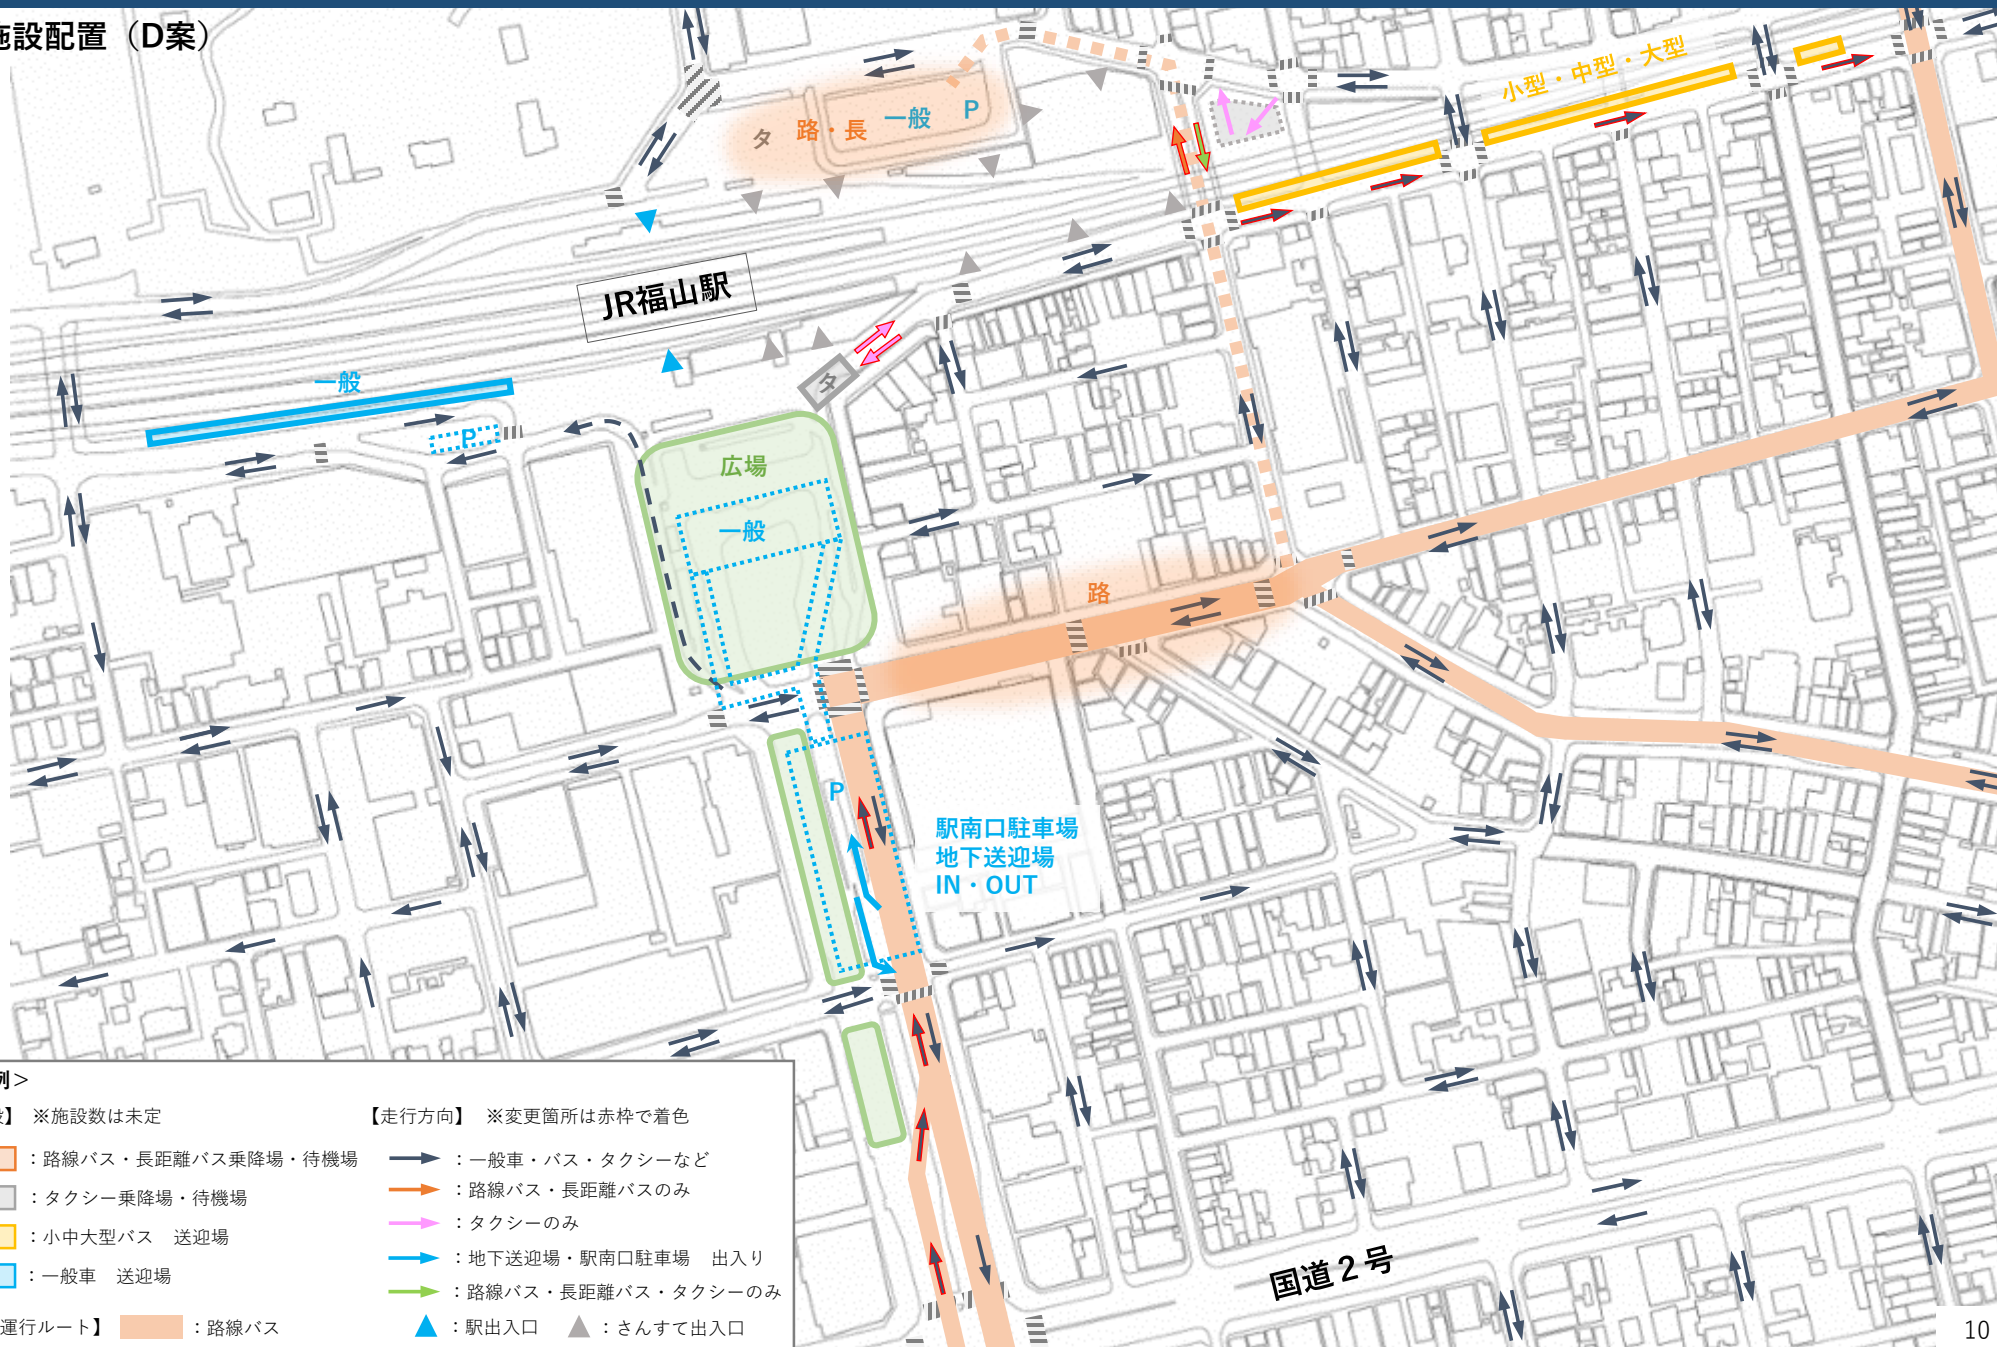 施設配置（D案）
小型・中型・大型
タ
路・長
一般
P
JR福山駅
一般
P
タ
広場
一般
路
P
駅南口駐車場
地下送迎場
IN・OUT
国道２号
例＞
】 ※施設数は未定
：路線バス・長距離バス乗降場・待機場
：タクシー乗降場・待機場
：小中大型バス　送迎場
：一般車　送迎場
運行ルート】
：路線バス
【走行方向】 ※変更箇所は赤枠で着色
：一般車・バス・タクシーなど
：路線バス・長距離バスのみ
：タクシーのみ
：地下送迎場・駅南口駐車場　出入り
：路線バス・長距離バス・タクシーのみ
：駅出入口
：さんすて出入口
10